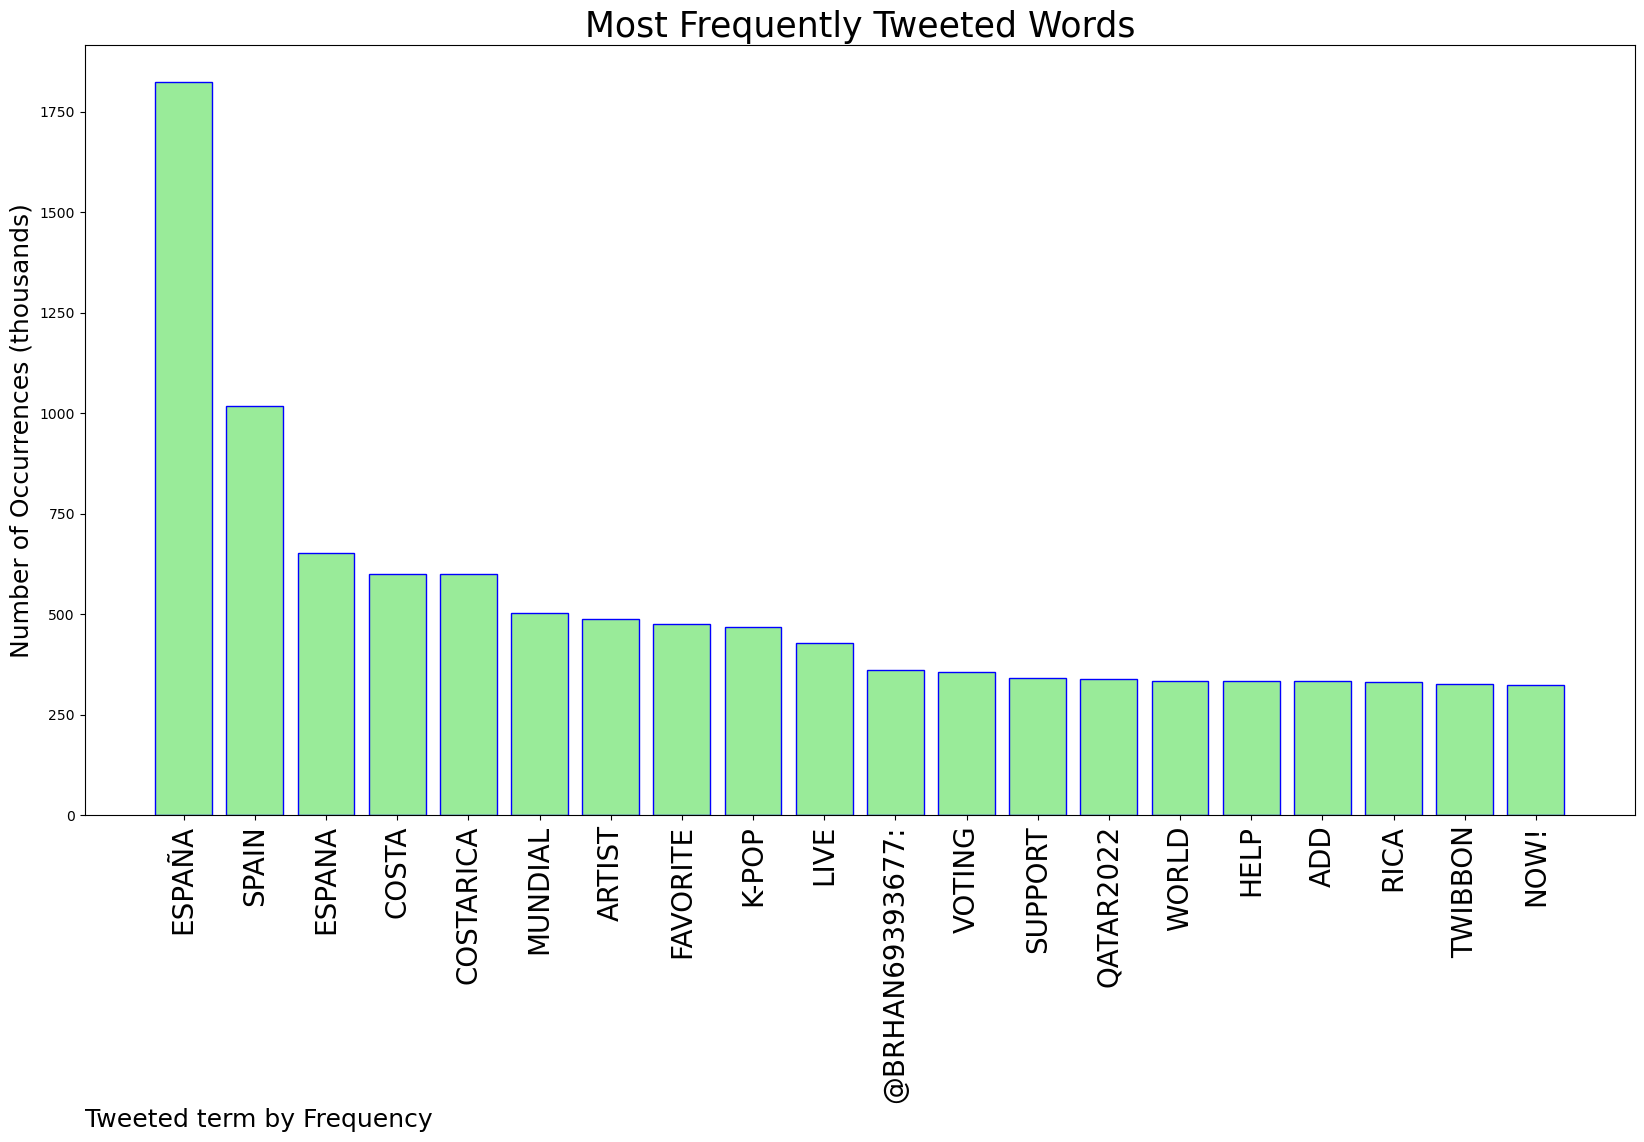 Most Frequently Tweeted Words
Number of Occurrences (thousands)
1750
1500
1250
1000
750
500
250
0
ESPAÑA
SPAIN
ESPANA
COSTA
COSTARICA
MUNDIAL
ARTIST
FAVORITE
K-POP
LIVE
@BRHAN69393677:
VOTING
SUPPORT
QATAR2022
WORLD
HELP
ADD
RICA
TWIBBON
NOW!
Tweeted term by Frequency